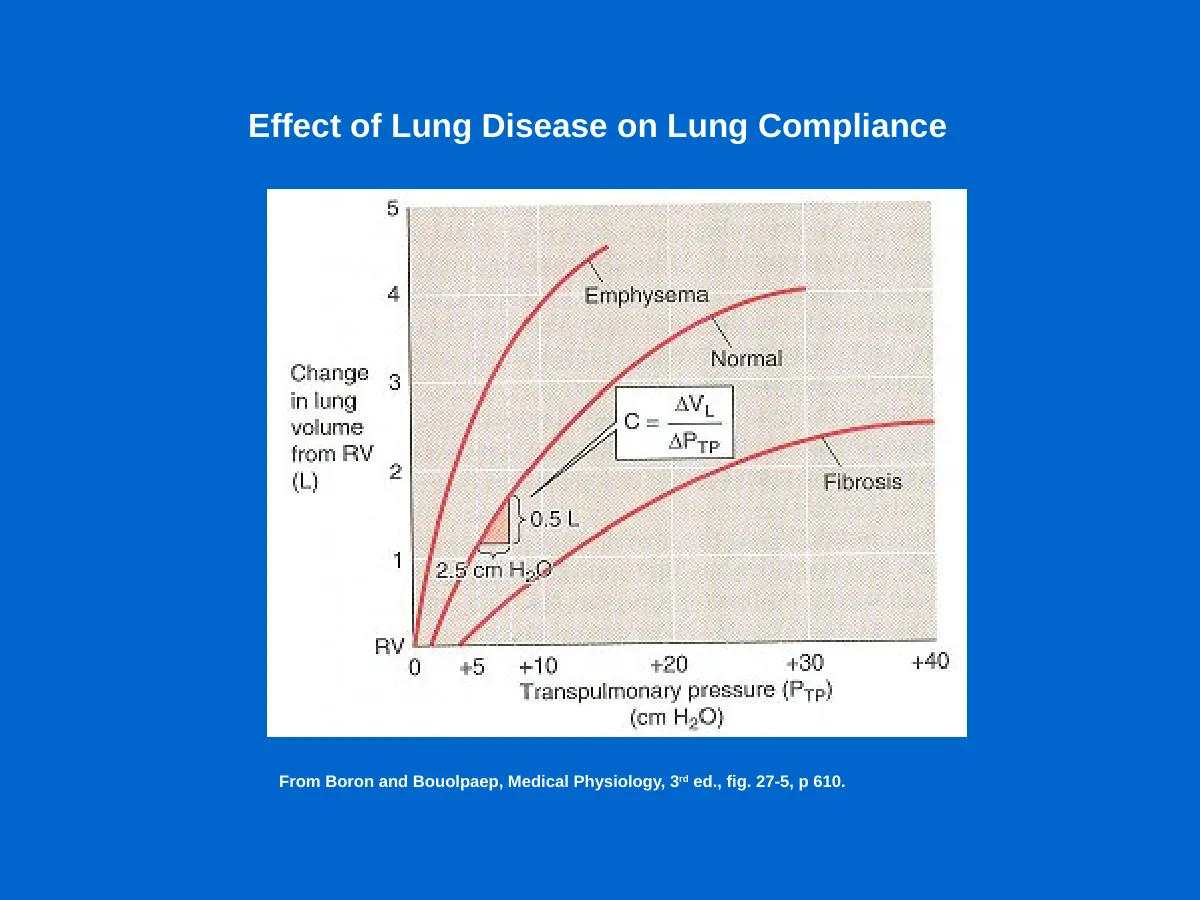 Effect of Lung Disease on Lung Compliance
5
4
3
2
1
RV
Change
in lung
volume
from RV
(L)
Emphysema
Normal
C = ΔV_L / ΔP_TP
Fibrosis
0.5 L
2.5 cm H₂O
0 +5 +10 +20 +30 +40
Transpulmonary pressure (P_TP)
(cm H₂O)
From Boron and Bouolpaep, Medical Physiology, 3rd ed., fig. 27-5, p 610.